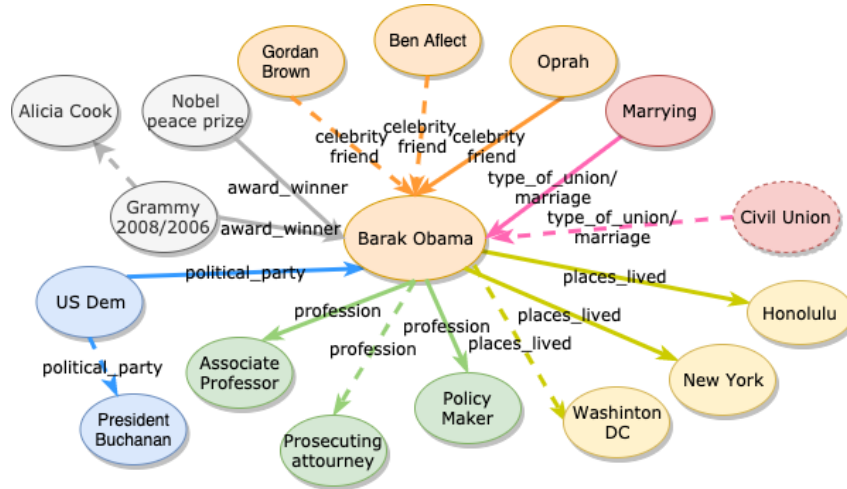 Gordan
Brown
Ben Aflect
Oprah
Alicia Cook
Nobel
peace prize
Marrying
celebrity
friend
celebrity
friend
celebrity
friend
award_winner
type_of_union/
marriage
Grammy
2008/2006
award_winner
Barak Obama
type_of_union/
marriage
Civil Union
US Dem
political_party
places_lived
Honolulu
profession
profession
profession
places_lived
places_lived
political_party
Associate
Professor
New York
President
Buchanan
Policy
Maker
Washinton
DC
Prosecuting
attourney